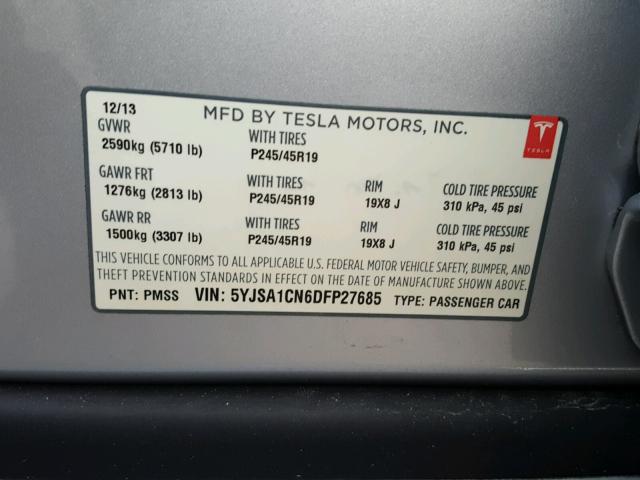 12/13
MFD BY TESLA MOTORS, INC.
TESLA
GVWR WITH TIRES
2590kg (5710 lb) P245/45R19
GAWR FRT WITH TIRES RIM COLD TIRE PRESSURE
1276kg (2813 lb) P245/45R19 19X8 J 310 kPa, 45 psi
GAWR RR WITH TIRES RIM COLD TIRE PRESSURE
1500kg (3307 lb) P245/45R19 19X8 J 310 kPa, 45 psi
THIS VEHICLE CONFORMS TO ALL APPLICABLE U.S. FEDERAL MOTOR VEHICLE SAFETY, BUMPER, AND
THEFT PREVENTION STANDARDS IN EFFECT ON THE DATE OF MANUFACTURE SHOWN ABOVE.
PNT: PMSS VIN: 5YJSA1CN6DFP27685 TYPE: PASSENGER CAR